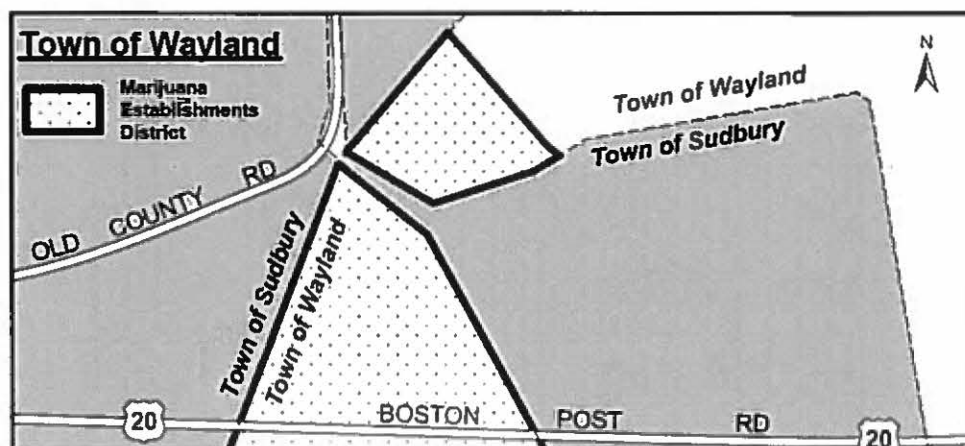 Town of Wayland
Marijuana
Establishments
District
N
Town of Wayland
Town of Sudbury
OLD COUNTY RD
Town of Sudbury
Town of Wayland
20
BOSTON POST RD
20